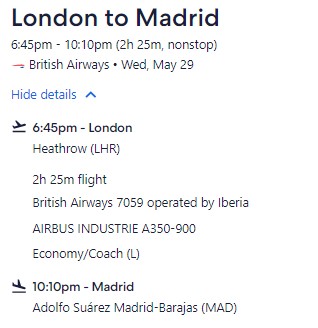 London to Madrid
6:45pm - 10:10pm (2h 25m, nonstop)
British Airways • Wed, May 29
Hide details
6:45pm - London
Heathrow (LHR)
2h 25m flight
British Airways 7059 operated by Iberia
AIRBUS INDUSTRIE A350-900
Economy/Coach (L)
10:10pm - Madrid
Adolfo Suárez Madrid-Barajas (MAD)